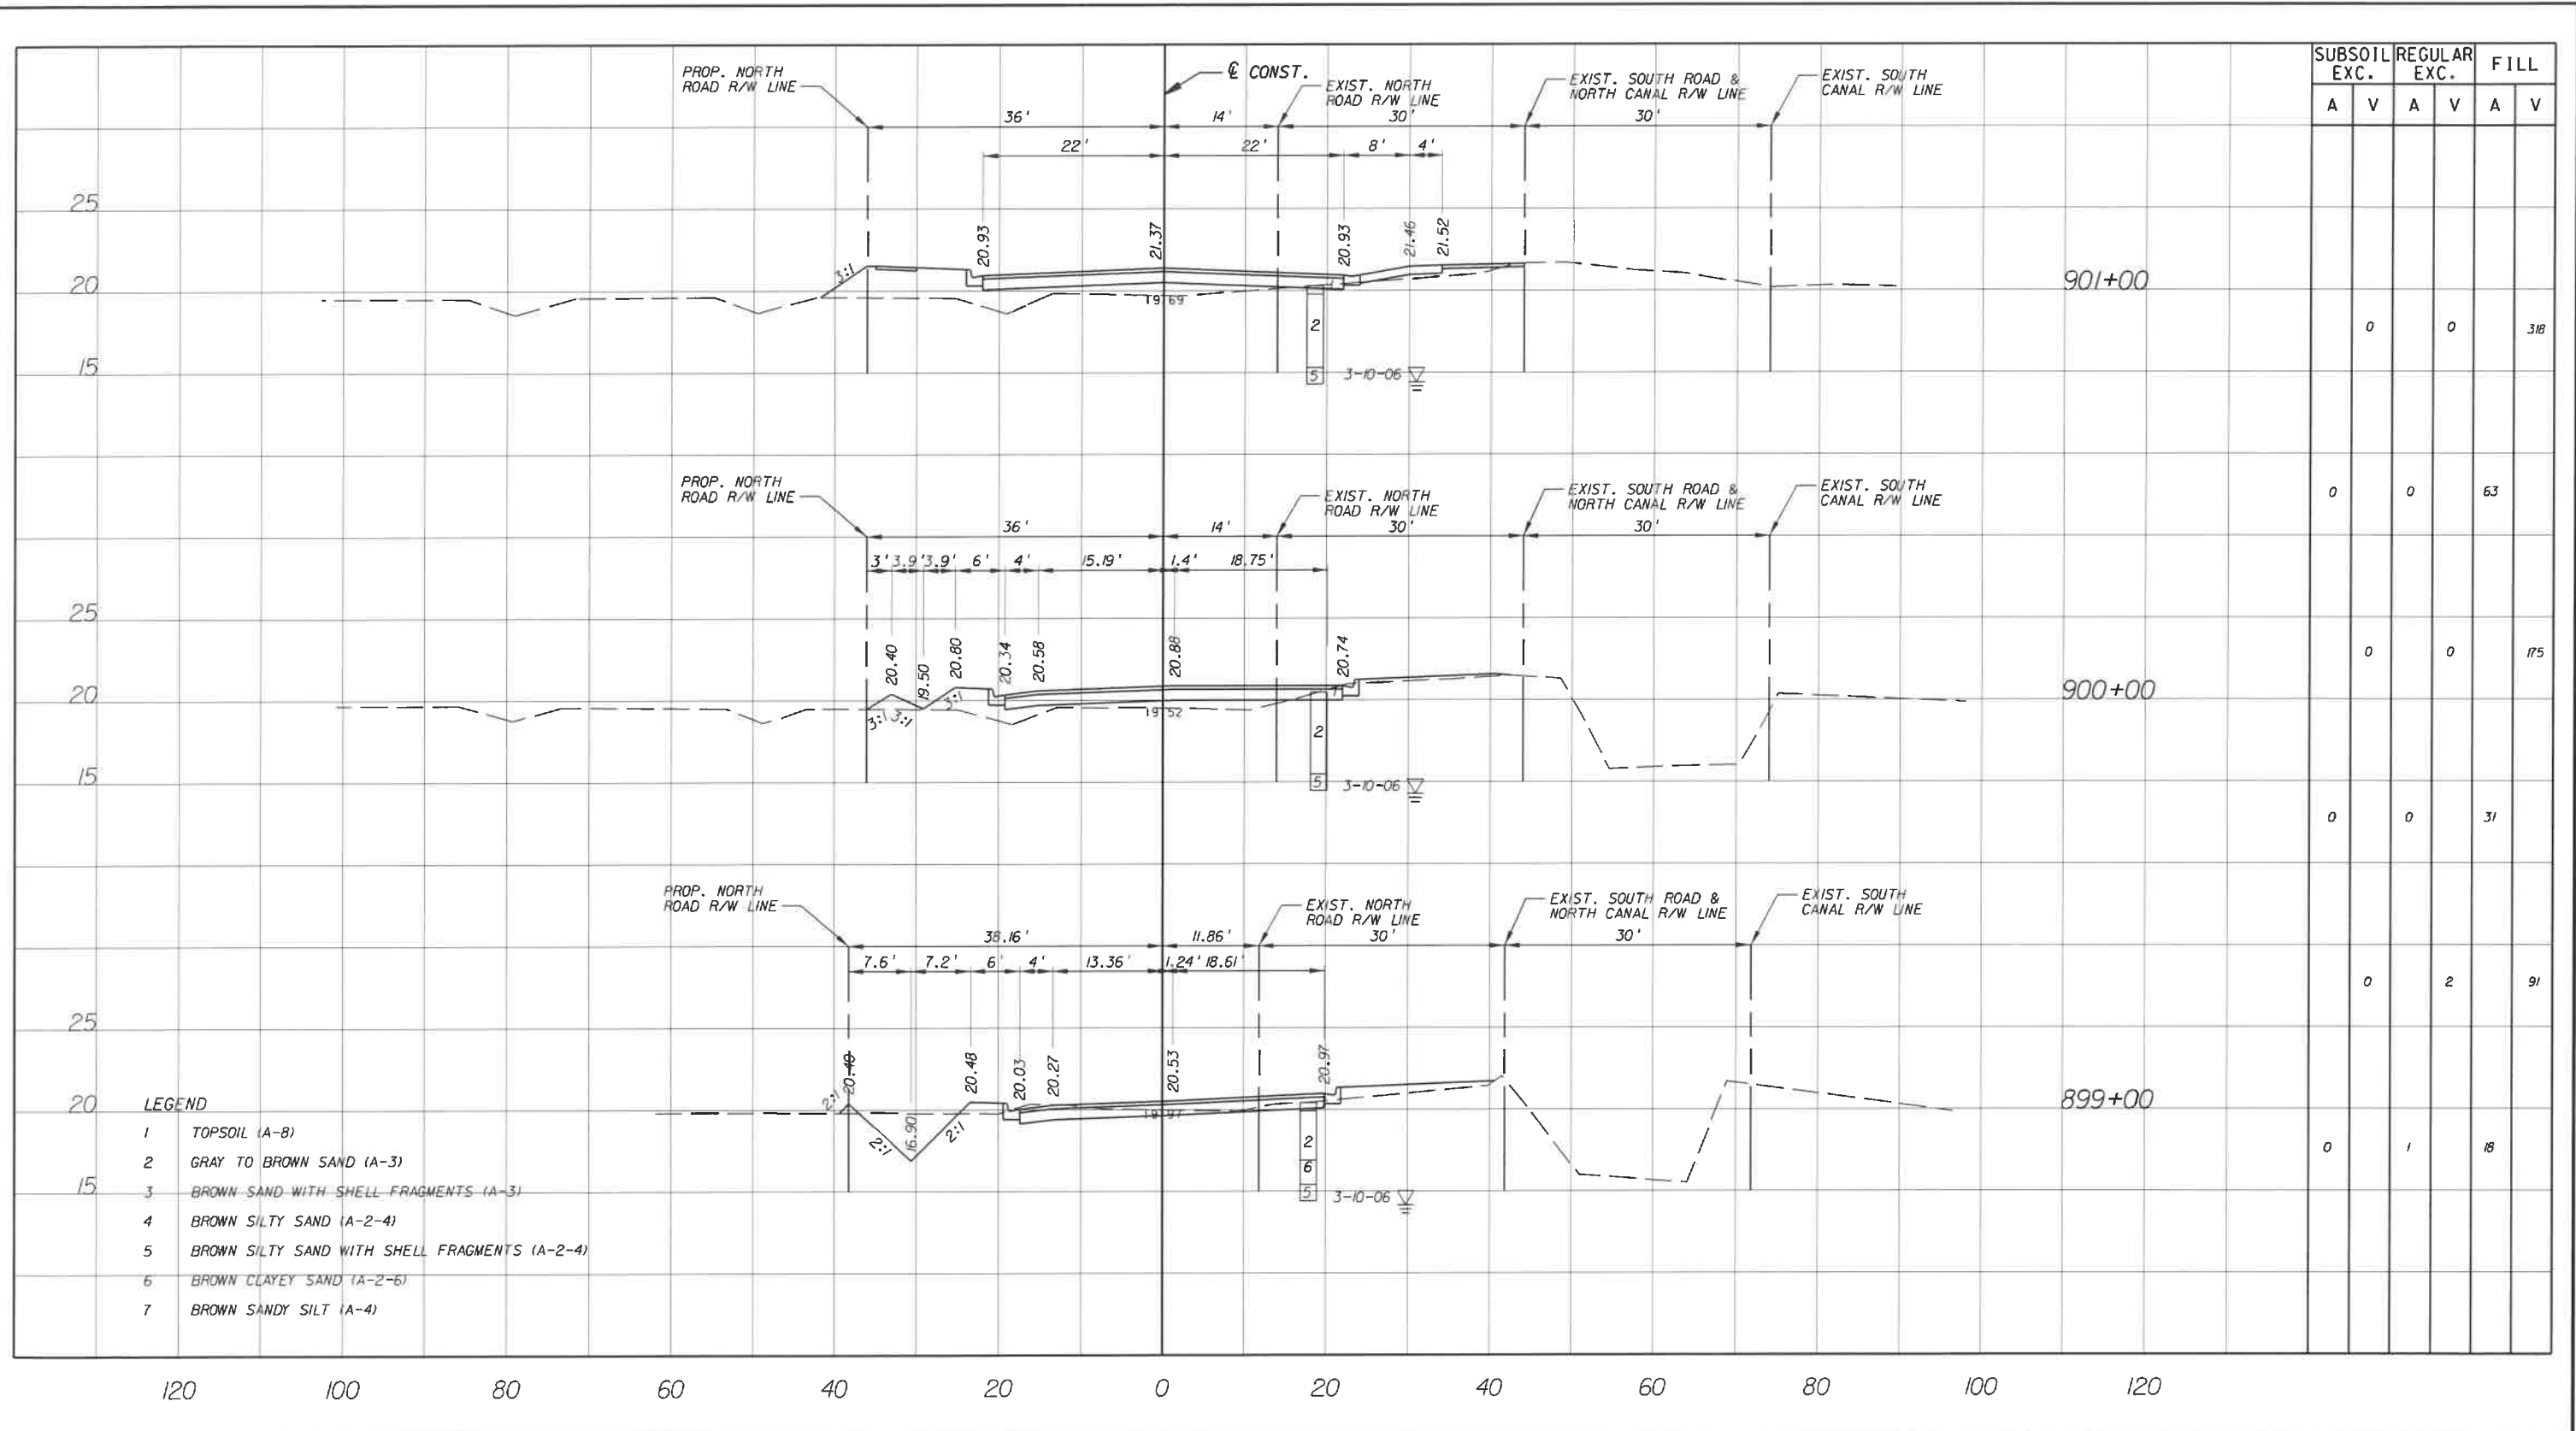 SUBSOIL EXC. REGULAR EXC. FILL
A V A V A V
PROP. NORTH
ROAD R/W LINE
℄ CONST.
EXIST. NORTH
ROAD R/W LINE
EXIST. SOUTH ROAD &
NORTH CANAL R/W LINE
EXIST. SOUTH
CANAL R/W LINE
36' 14' 30' 30'
22' 22' 8' 4'
25
20.93 21.37 20.93 21.46 21.52
3:1
20
19.69
901+00
2
0 0 318
15
5 3-10-06
PROP. NORTH
ROAD R/W LINE
EXIST. NORTH
ROAD R/W LINE
EXIST. SOUTH ROAD &
NORTH CANAL R/W LINE
EXIST. SOUTH
CANAL R/W LINE
0 0 63
36' 14' 30' 30'
3' 3.9' 3.9' 6' 4' 15.19' 1.4' 18.75'
25
20.40 19.50 20.80 20.34 20.58 20.88 20.74
0 0 175
20
3:1 3:1 3:1
19.52
900+00
2
15
5 3-10-06
0 0 31
PROP. NORTH
ROAD R/W LINE
EXIST. NORTH
ROAD R/W LINE
EXIST. SOUTH ROAD &
NORTH CANAL R/W LINE
EXIST. SOUTH
CANAL R/W LINE
38.16' 11.86' 30' 30'
7.6' 7.2' 6' 4' 13.36' 1.24' 18.61'
0 2 91
25
20.40 16.90 20.48 20.03 20.27 20.53 20.97
20
2:1 2:1 2:1
19.97
899+00
2
6
0 1 18
15
5 3-10-06
LEGEND
1 TOPSOIL (A-8)
2 GRAY TO BROWN SAND (A-3)
3 BROWN SAND WITH SHELL FRAGMENTS (A-3)
4 BROWN SILTY SAND (A-2-4)
5 BROWN SILTY SAND WITH SHELL FRAGMENTS (A-2-4)
6 BROWN CLAYEY SAND (A-2-6)
7 BROWN SANDY SILT (A-4)
120 100 80 60 40 20 0 20 40 60 80 100 120